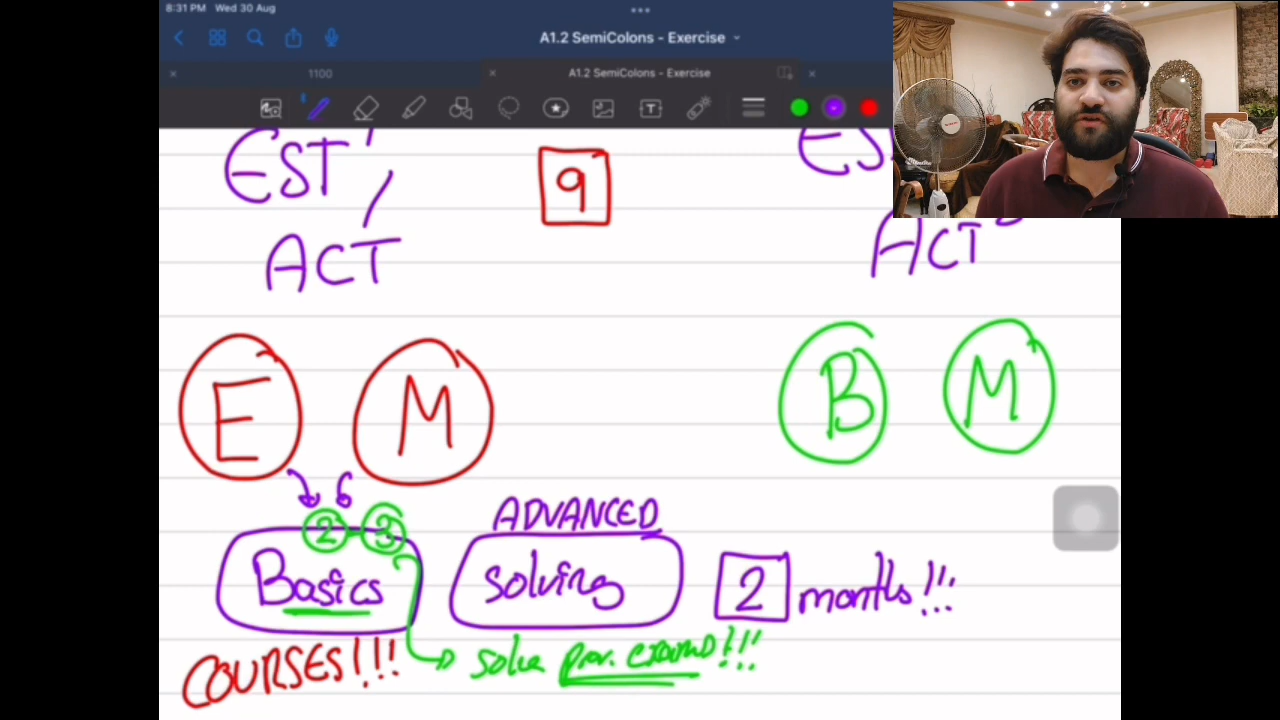 8:31 PM Wed 30 Aug
A1.2 SemiColons - Exercise
1100
A1.2 SemiColons - Exercise
EST,
9
ES
ACT
ACT
E M
B M
2 - 3
ADVANCED
Basics
Solving
2 months!!!
COURSES!!!
solve prev. exams!!!